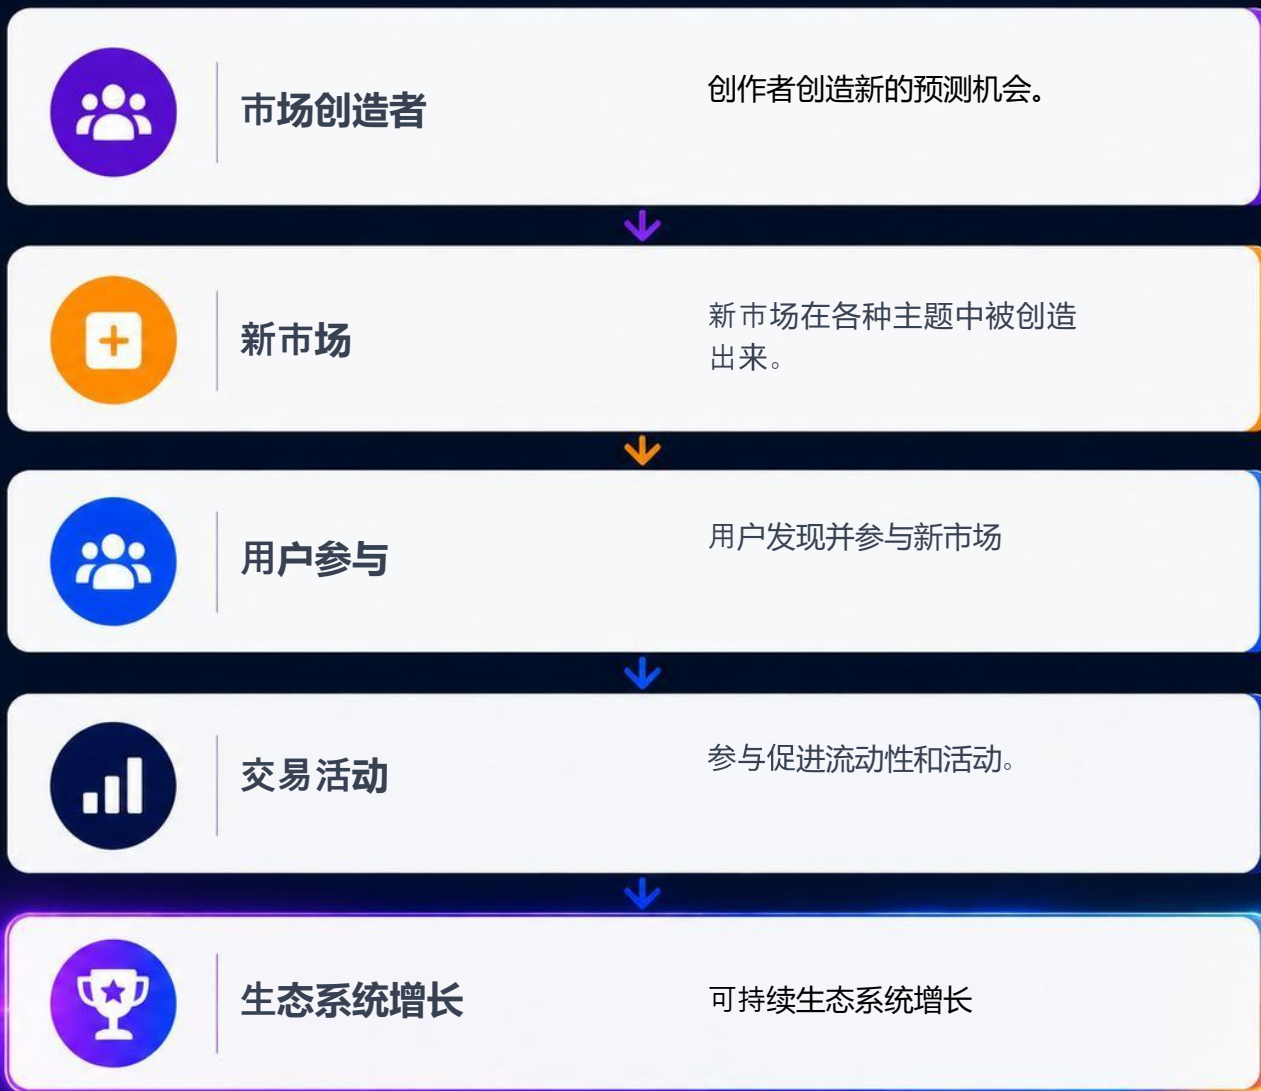 市场创造者
创作者创造新的预测机会。
新市场
新市场在各种主题中被创造
出来。
用户参与
用户发现并参与新市场
交易活动
参与促进流动性和活动。
生态系统增长
可持续生态系统增长